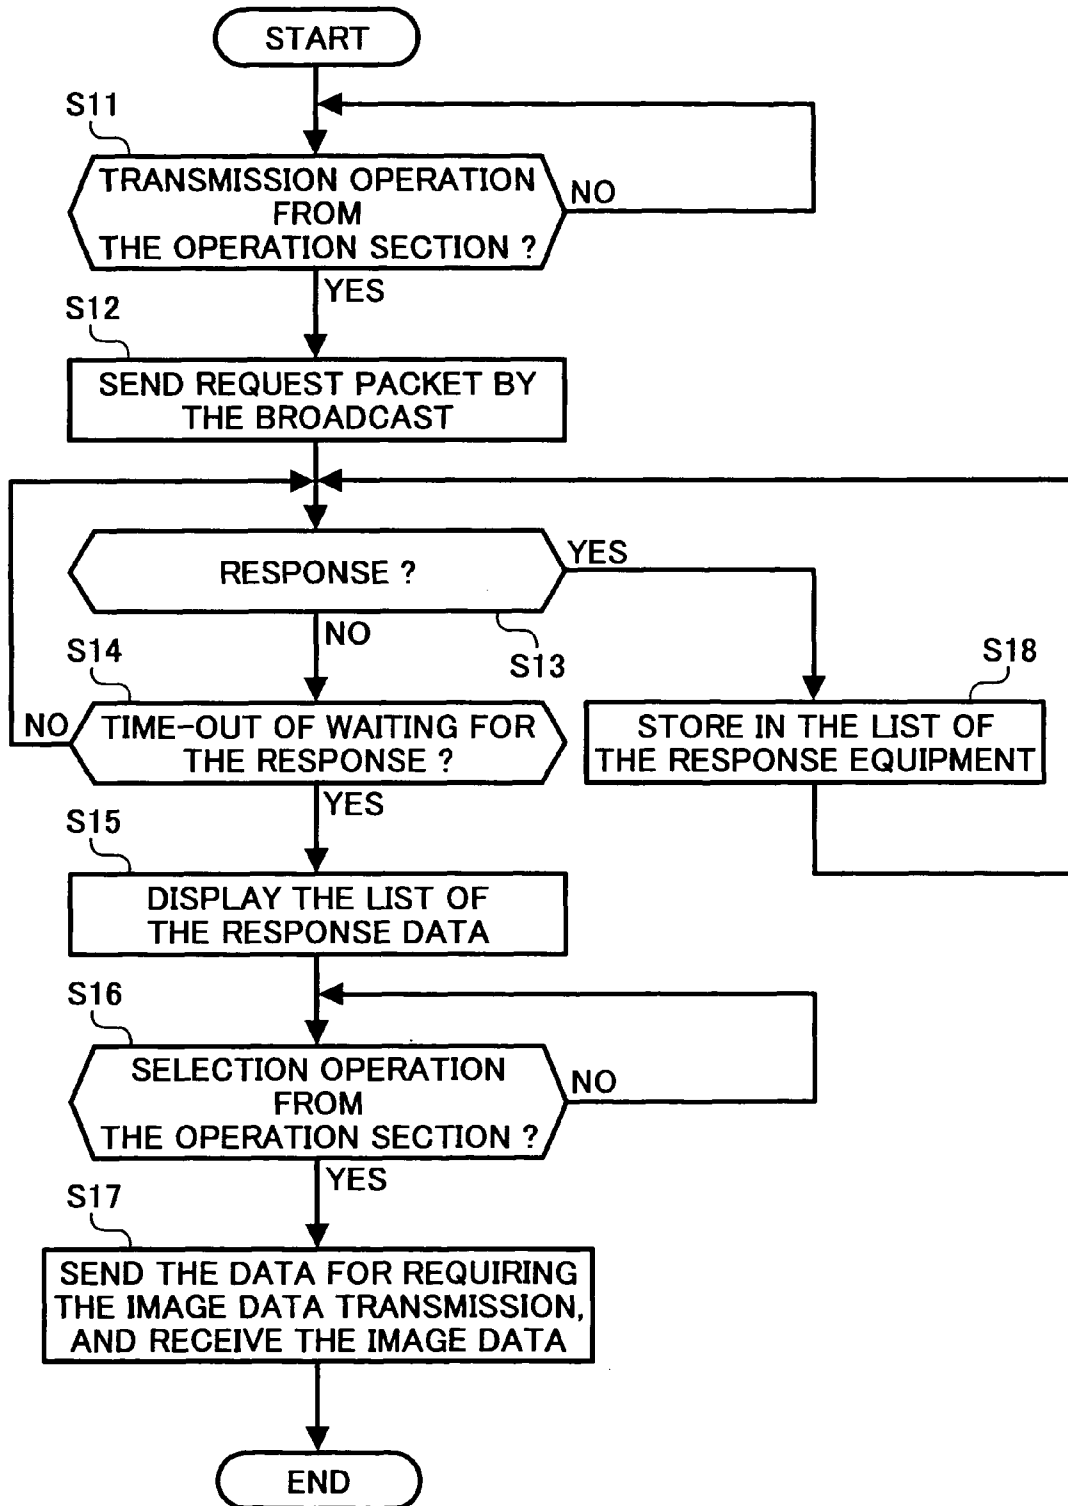 START
S11
TRANSMISSION OPERATION
FROM
THE OPERATION SECTION ?
NO
YES
S12
SEND REQUEST PACKET BY
THE BROADCAST
RESPONSE ?
YES
NO
S13
S14
TIME-OUT OF WAITING FOR
THE RESPONSE ?
NO
YES
S18
STORE IN THE LIST OF
THE RESPONSE EQUIPMENT
S15
DISPLAY THE LIST OF
THE RESPONSE DATA
S16
SELECTION OPERATION
FROM
THE OPERATION SECTION ?
NO
YES
S17
SEND THE DATA FOR REQUIRING
THE IMAGE DATA TRANSMISSION,
AND RECEIVE THE IMAGE DATA
END